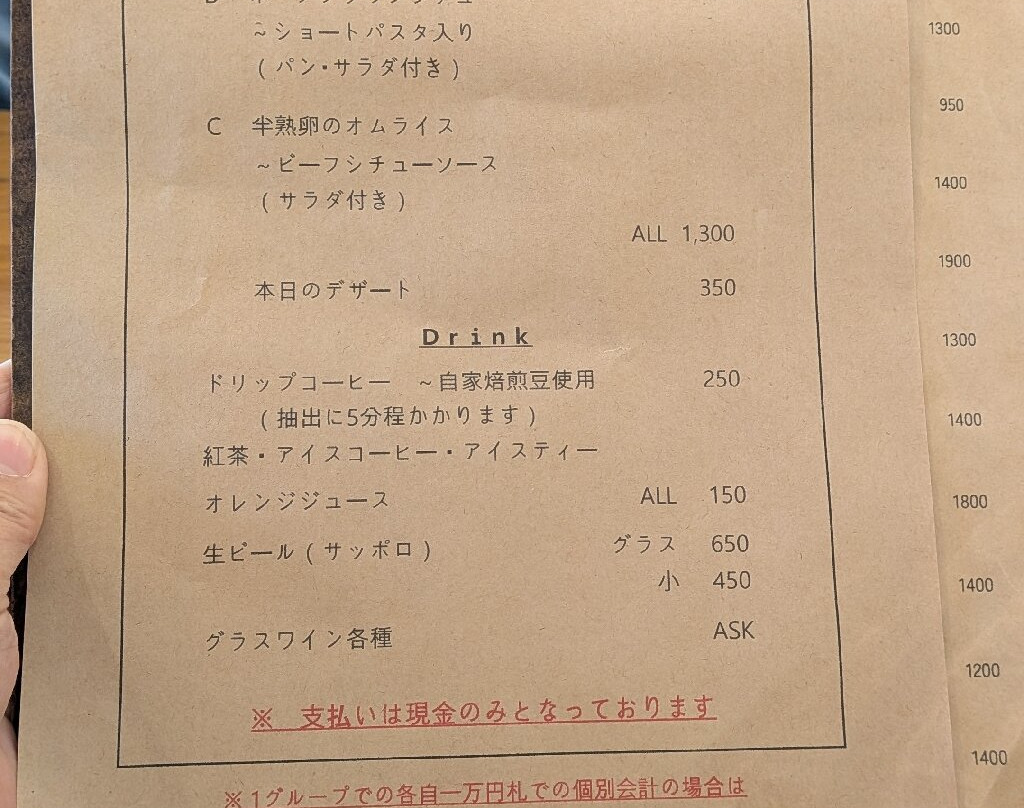 ～ショートパスタ入り
(パン・サラダ付き)
C 半熟卵のオムライス
～ビーフシチューソース
(サラダ付き)
ALL 1,300
本日のデザート 350
Drink
ドリップコーヒー ～自家焙煎豆使用 250
(抽出に5分程かかります)
紅茶・アイスコーヒー・アイスティー
オレンジジュース ALL 150
生ビール(サッポロ) グラス 650
小 450
グラスワイン各種 ASK
※ 支払いは現金のみとなっております
※1グループでの各自一万円札での個別会計の場合は
1300
950
1400
1900
1300
1400
1800
1400
1200
1400